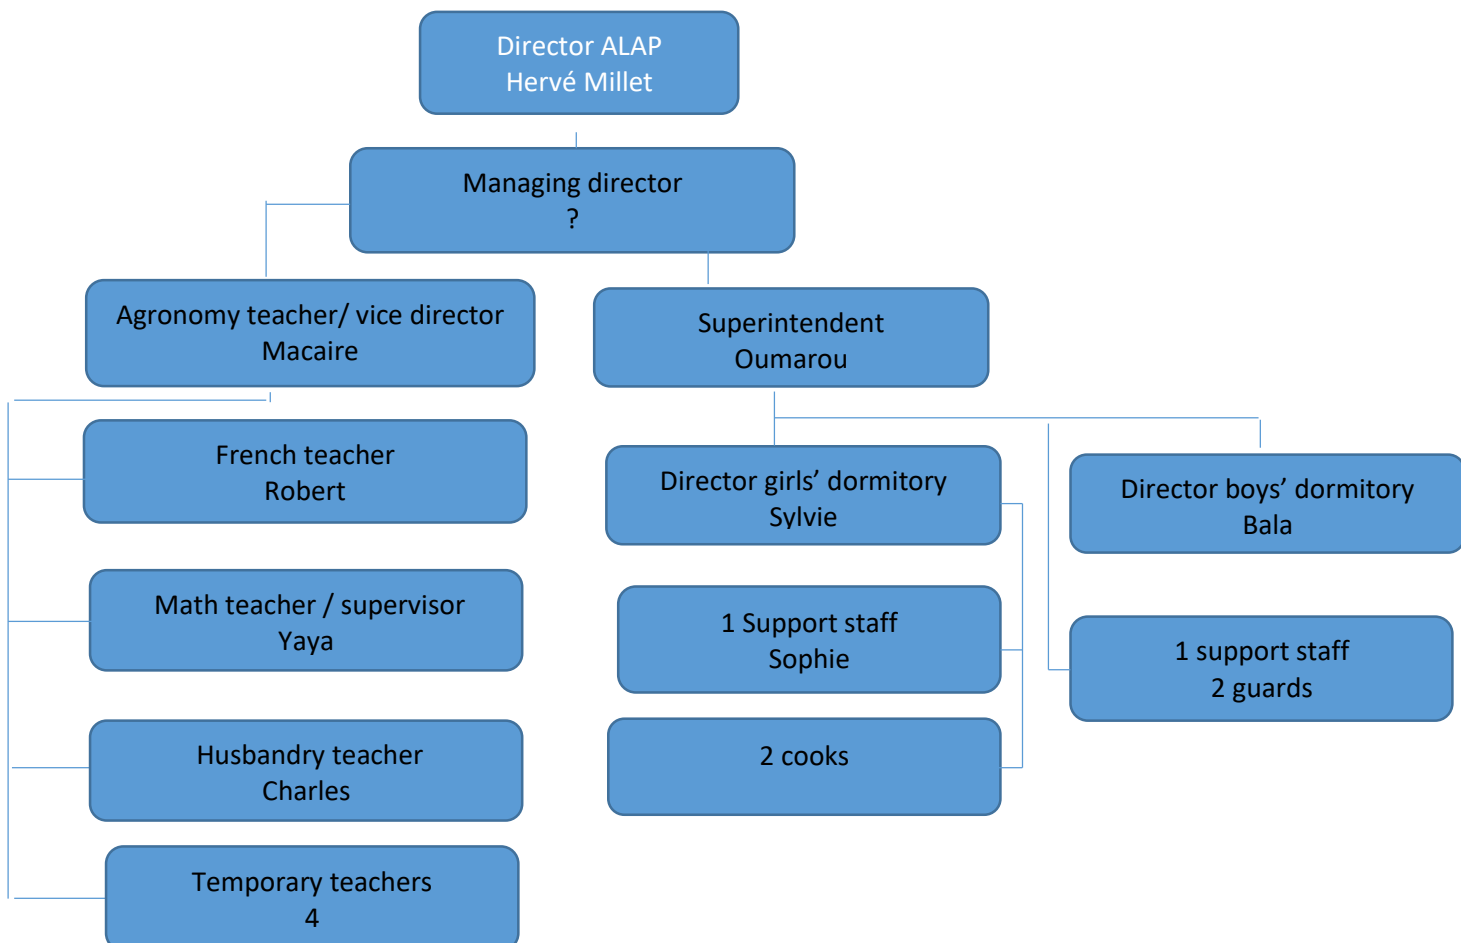 Director ALAP
Hervé Millet
Managing director
?
Agronomy teacher/ vice director
Macaire
Superintendent
Oumarou
French teacher
Robert
Director girls’ dormitory
Sylvie
Director boys’ dormitory
Bala
Math teacher / supervisor
Yaya
1 Support staff
Sophie
1 support staff
2 guards
Husbandry teacher
Charles
2 cooks
Temporary teachers
4